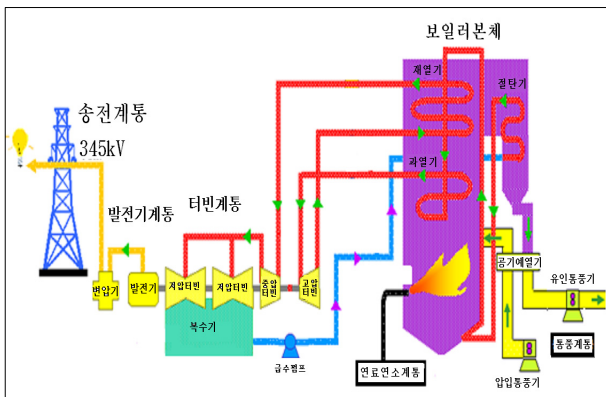 보일러본체
재열기
절탄기
송전계통
345kV
과열기
발전기계통
터빈계통
변압기
발전기
저압터빈
저압터빈
중압
터빈
고압
터빈
복수기
급수펌프
연료연소계통
공기예열기
유인통풍기
통풍계통
압입통풍기